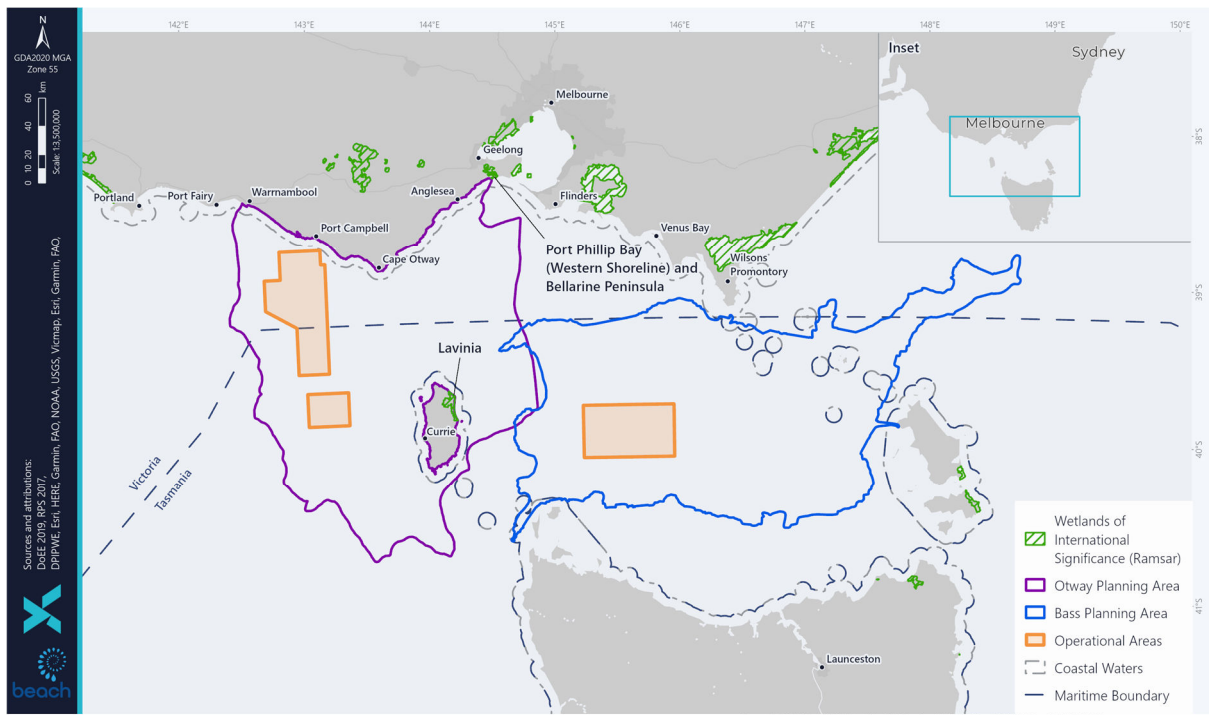 N
GDA2020 MGA
Zone 55
km
0 10 20 40 60
Scale: 1:3,500,000
Sources and attributions:
DoEE 2019, RPS 2017,
DPIPWE, Esri, HERE, Garmin, FAO, NOAA, USGS, Vicmap, Esri, Garmin, FAO,
beach
142°E
143°E
144°E
145°E
146°E
147°E
148°E
149°E
150°E
38°S
39°S
40°S
41°S
Inset
Sydney
Melbourne
Melbourne
Geelong
Portland
Port Fairy
Warrnambool
Anglesea
Flinders
Port Campbell
Cape Otway
Venus Bay
Port Phillip Bay
(Western Shoreline) and
Bellarine Peninsula
Wilsons
Promontory
Lavinia
Currie
Victoria
Tasmania
Launceston
Wetlands of
International
Significance (Ramsar)
Otway Planning Area
Bass Planning Area
Operational Areas
Coastal Waters
Maritime Boundary